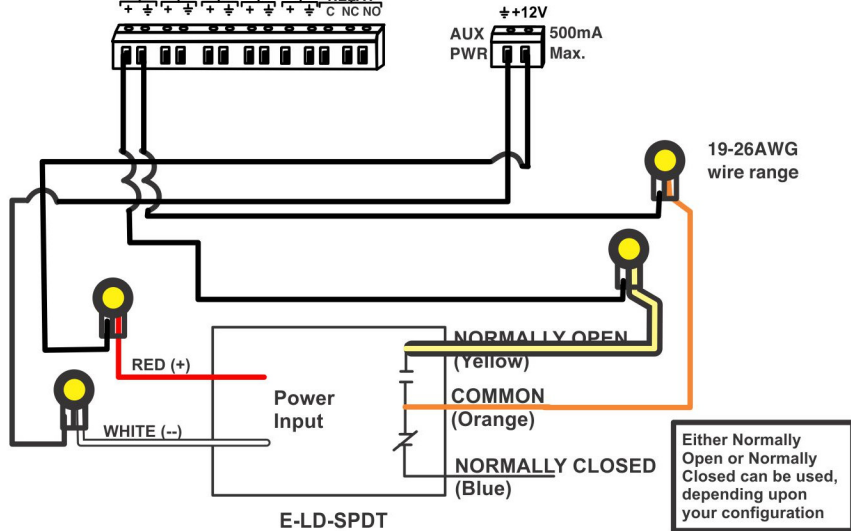 + ⏚ + ⏚ + ⏚ + ⏚ + ⏚ C NC NO
⏚ +12V
AUX 500mA
PWR Max.
19-26AWG
wire range
NORMALLY OPEN
(Yellow)
RED (+)
Power
Input
COMMON
(Orange)
WHITE (--)
NORMALLY CLOSED
(Blue)
Either Normally
Open or Normally
Closed can be used,
depending upon
your configuration
E-LD-SPDT